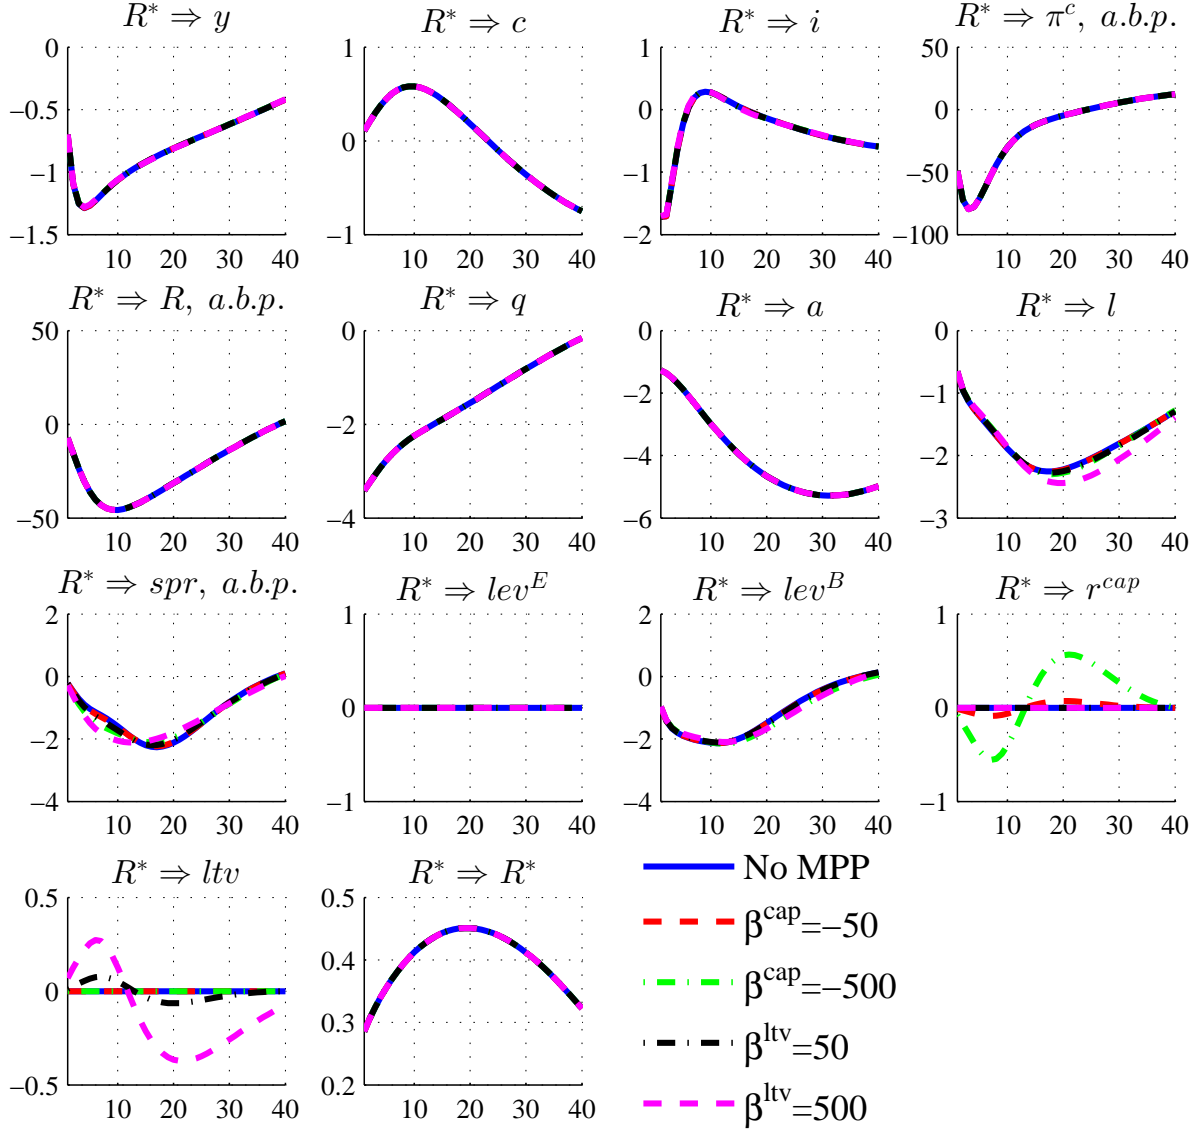 R* ⇒ y
R* ⇒ c
R* ⇒ i
R* ⇒ π^c, a.b.p.
0
−0.5
−1
−1.5
10 20 30 40
1
0
−1
10 20 30 40
1
0
−1
−2
10 20 30 40
50
0
−50
−100
10 20 30 40
R* ⇒ R, a.b.p.
R* ⇒ q
R* ⇒ a
R* ⇒ l
50
0
−50
10 20 30 40
0
−2
−4
10 20 30 40
0
−2
−4
−6
10 20 30 40
0
−1
−2
−3
10 20 30 40
R* ⇒ spr, a.b.p.
R* ⇒ lev^E
R* ⇒ lev^B
R* ⇒ r^cap
2
0
−2
−4
10 20 30 40
1
0
−1
10 20 30 40
2
0
−2
−4
10 20 30 40
1
0
−1
10 20 30 40
R* ⇒ ltv
R* ⇒ R*
0.5
0
−0.5
10 20 30 40
0.5
0.4
0.3
0.2
10 20 30 40
No MPP
β^cap=−50
β^cap=−500
β^ltv=50
β^ltv=500